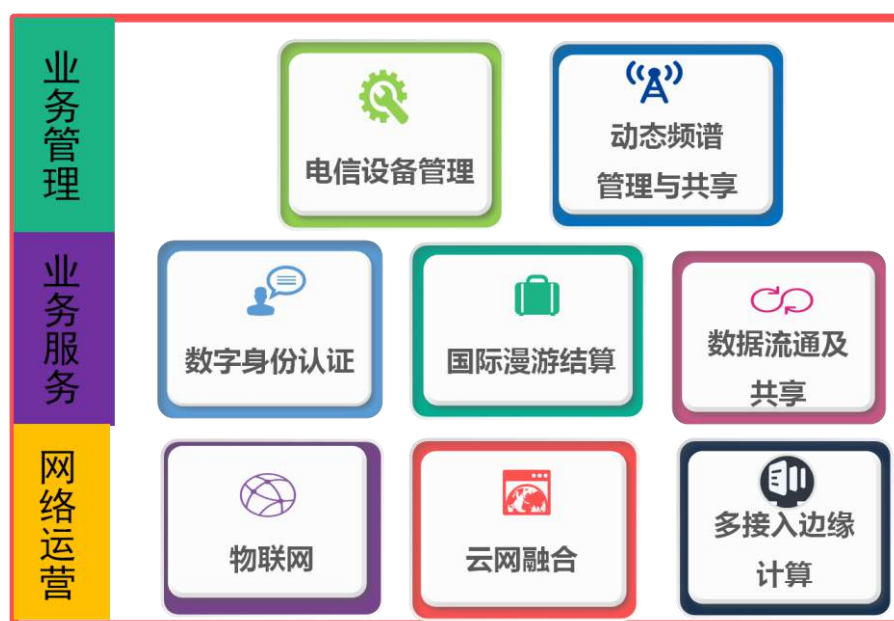 业务管理
电信设备管理
动态频谱
管理与共享
业务服务
数字身份认证
国际漫游结算
数据流通及
共享
网络运营
物联网
云网融合
多接入边缘
计算